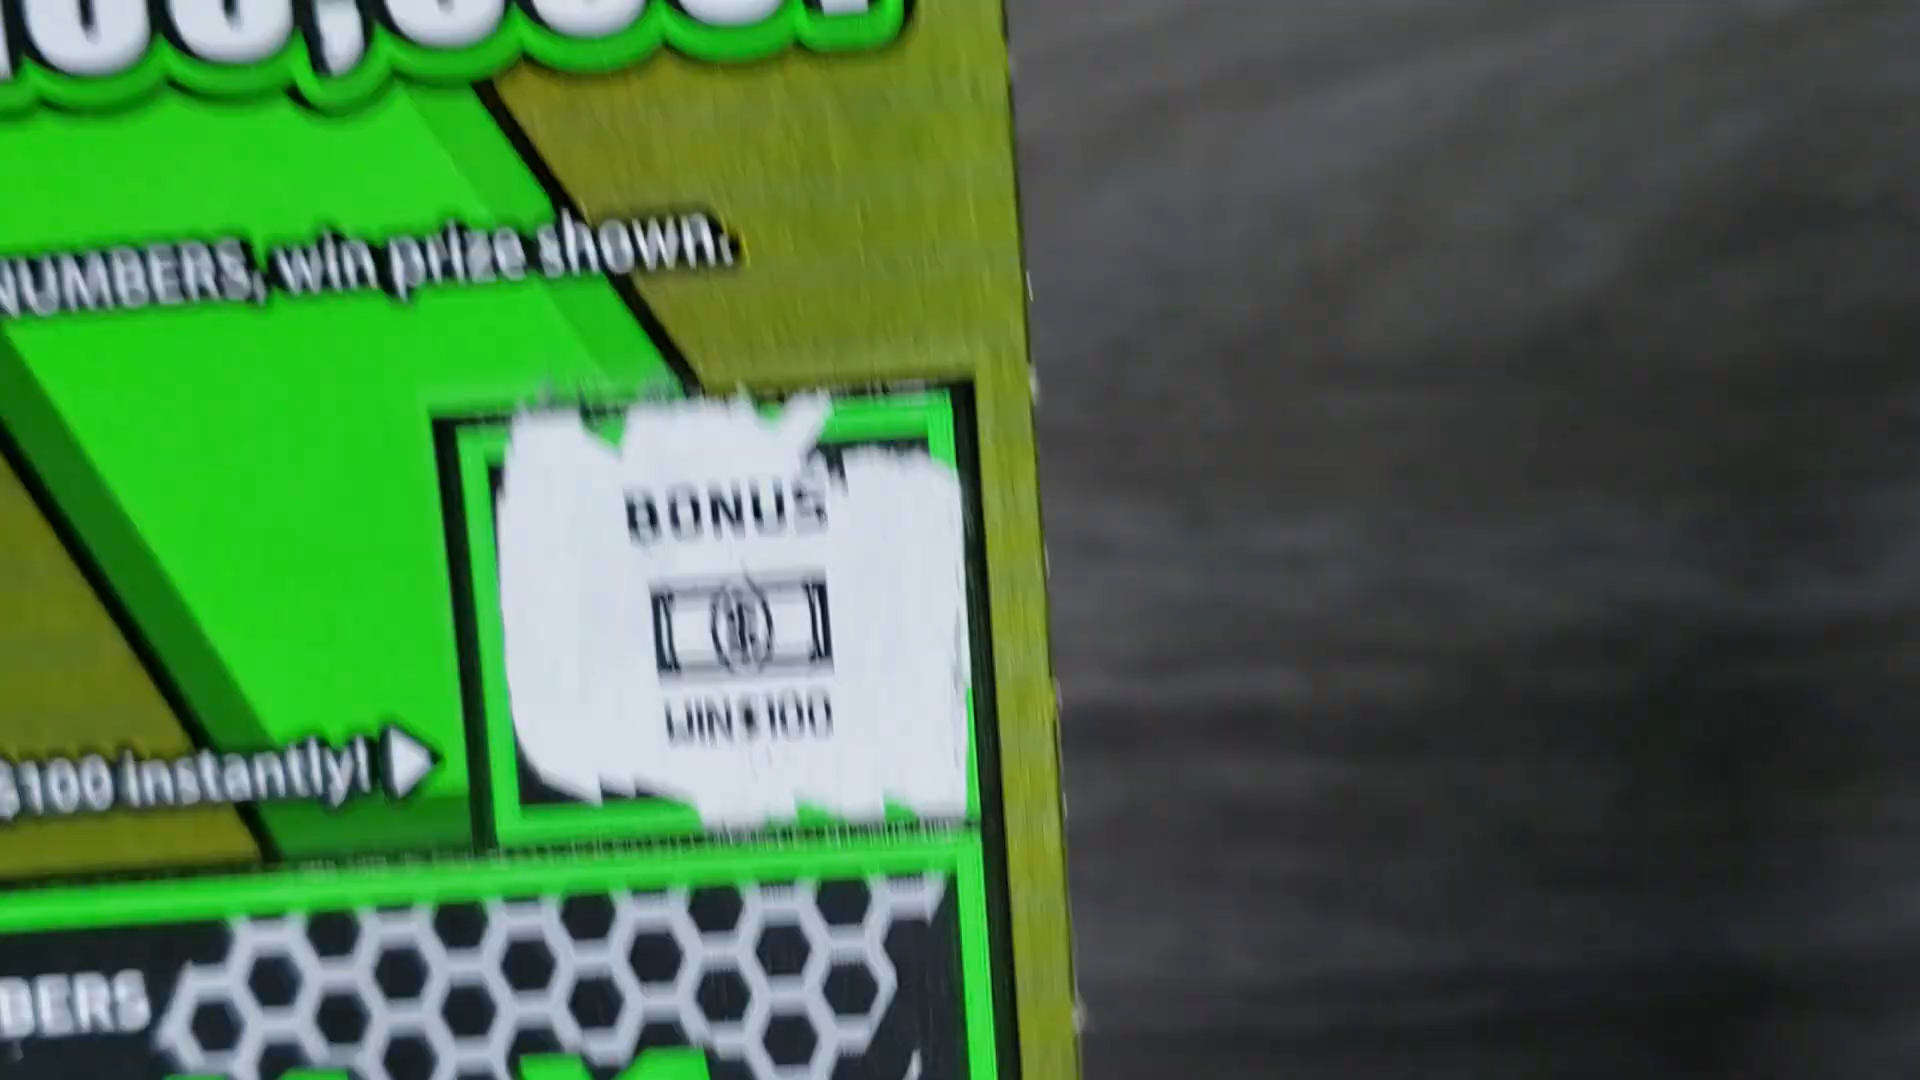 NUMBERS, win prize shown.
BONUS
WIN $100
$100 instantly!
BERS